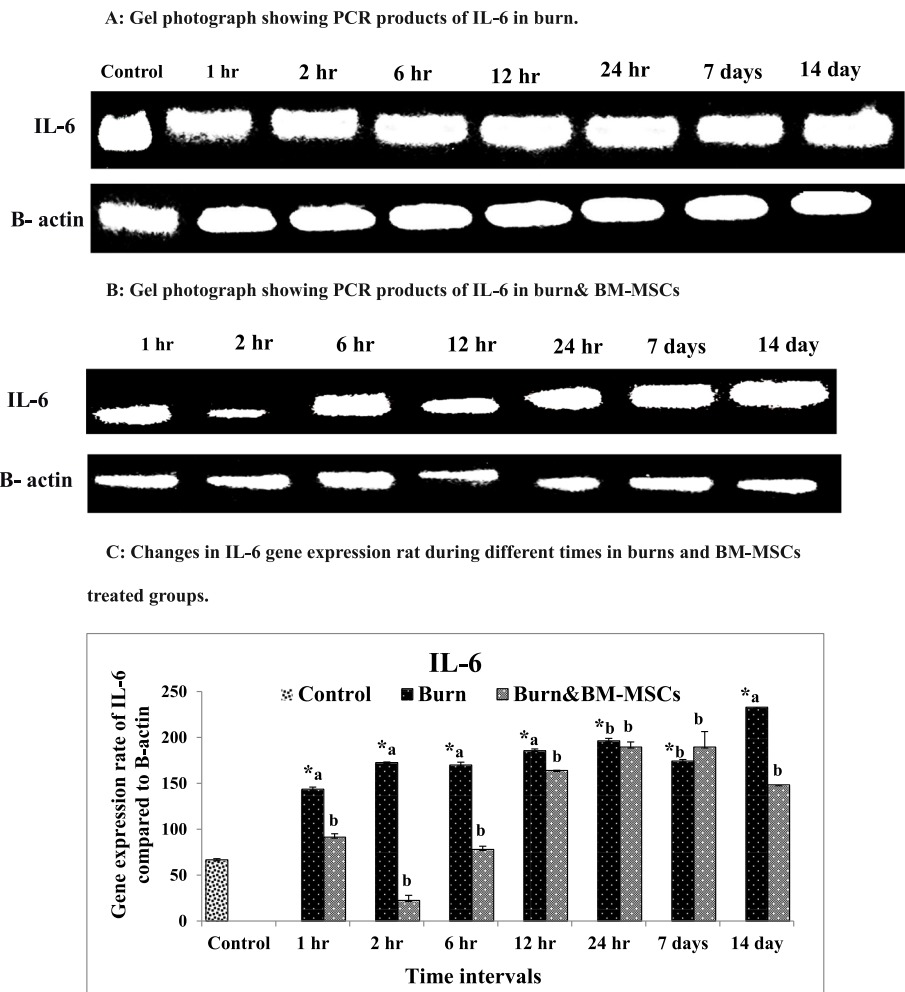 A: Gel photograph showing PCR products of IL-6 in burn.
Control 1 hr 2 hr 6 hr 12 hr 24 hr 7 days 14 day
IL-6
B- actin
B: Gel photograph showing PCR products of IL-6 in burn& BM-MSCs
1 hr 2 hr 6 hr 12 hr 24 hr 7 days 14 day
IL-6
B- actin
C: Changes in IL-6 gene expression rat during different times in burns and BM-MSCs
treated groups.
IL-6
Control Burn Burn&BM-MSCs
Gene expression rate of IL-6
compared to B-actin
250
200
150
100
50
0
*a b *a b *a b *a b *b b *b b *a b
Control 1 hr 2 hr 6 hr 12 hr 24 hr 7 days 14 day
Time intervals